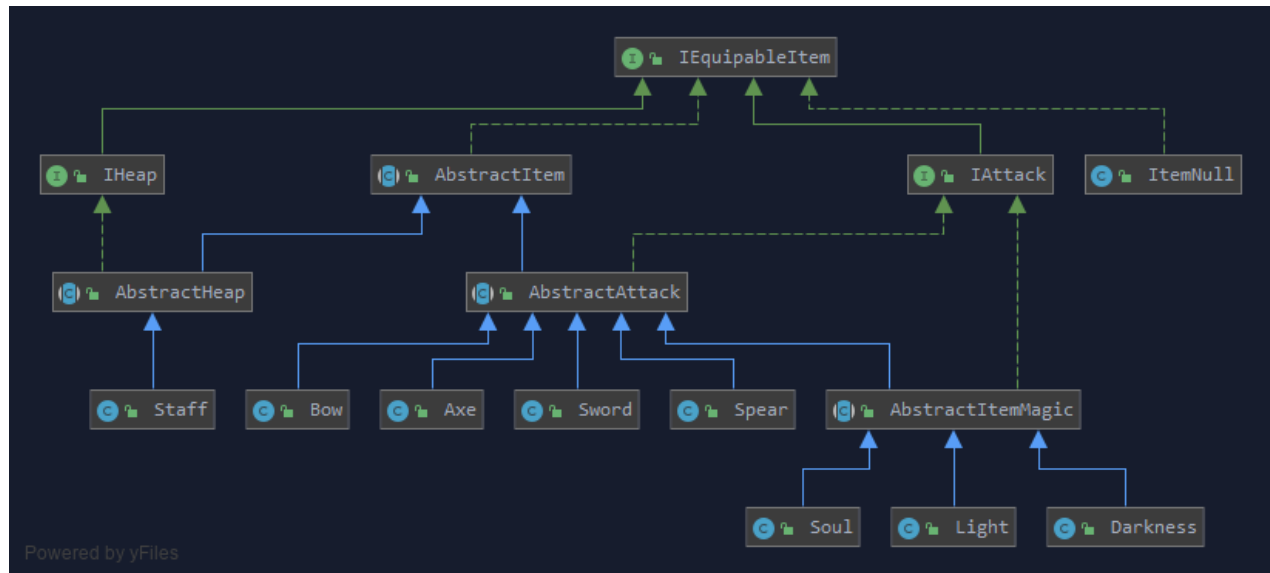 IEquipableItem
IHeap
AbstractItem
IAttack
ItemNull
AbstractHeap
AbstractAttack
Staff
Bow
Axe
Sword
Spear
AbstractItemMagic
Soul
Light
Darkness
Powered by yFiles